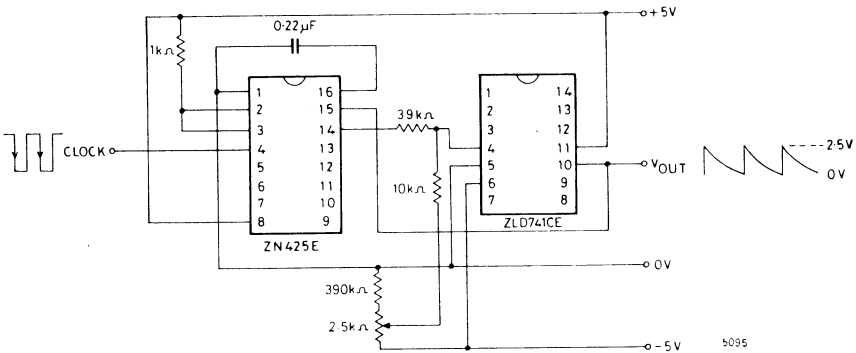 +5V
0·22µF
1kΩ
1 16
2 15
3 14
4 13
5 12
6 11
7 10
8 9
ZN425E
CLOCK
39kΩ
10kΩ
1 14
2 13
3 12
4 11
5 10
6 9
7 8
ZLD741CE
VOUT
2·5V
0V
0V
390kΩ
2·5kΩ
-5V
5095